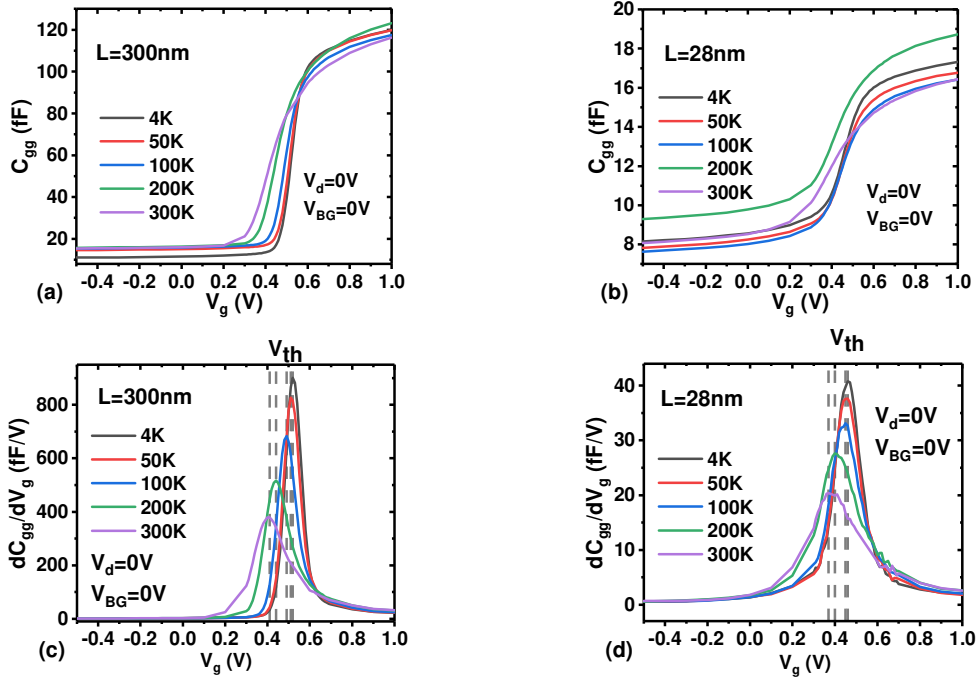 120
100
80
60
40
20
C_gg (fF)
L=300nm
4K
50K
100K
200K
300K
V_d=0V
V_BG=0V
-0.4 -0.2 0.0 0.2 0.4 0.6 0.8 1.0
(a)
V_g (V)
20
18
16
14
12
10
8
6
C_gg (fF)
L=28nm
4K
50K
100K
200K
300K
V_d=0V
V_BG=0V
-0.4 -0.2 0.0 0.2 0.4 0.6 0.8 1.0
(b)
V_g (V)
V_th
800
600
400
200
0
dC_gg/dV_g (fF/V)
L=300nm
4K
50K
100K
200K
300K
V_d=0V
V_BG=0V
-0.4 -0.2 0.0 0.2 0.4 0.6 0.8 1.0
(c)
V_g (V)
V_th
40
30
20
10
0
dC_gg/dV_g (fF/V)
L=28nm
4K
50K
100K
200K
300K
V_d=0V
V_BG=0V
-0.4 -0.2 0.0 0.2 0.4 0.6 0.8 1.0
(d)
V_g (V)